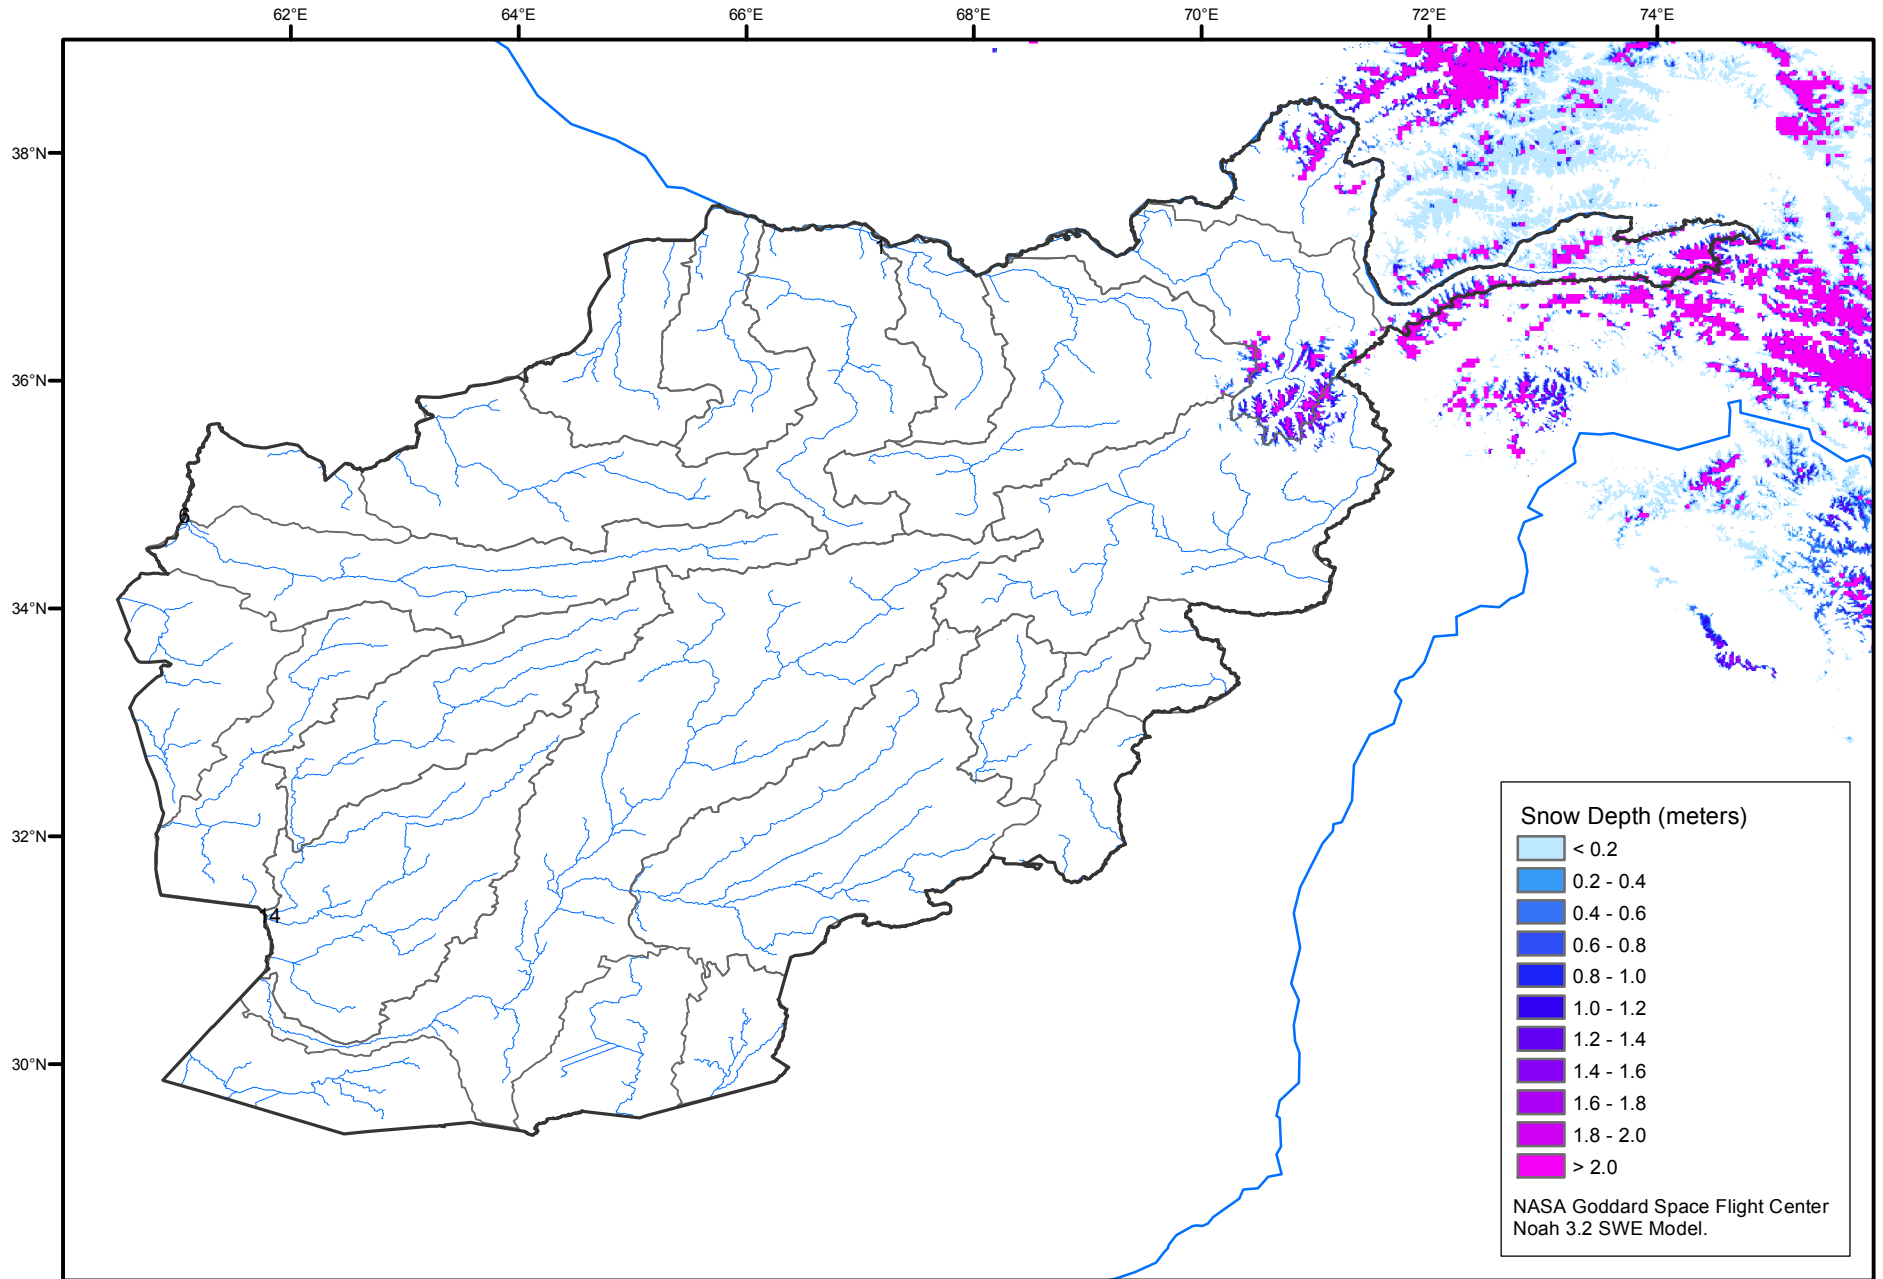 62°E 64°E 66°E 68°E 70°E 72°E 74°E
38°N
1
36°N
6
34°N
32°N
14
30°N
Snow Depth (meters)
< 0.2
0.2 - 0.4
0.4 - 0.6
0.6 - 0.8
0.8 - 1.0
1.0 - 1.2
1.2 - 1.4
1.4 - 1.6
1.6 - 1.8
1.8 - 2.0
> 2.0
NASA Goddard Space Flight Center
Noah 3.2 SWE Model.